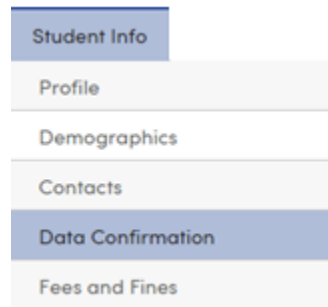 Student Info
Profile
Demographics
Contacts
Data Confirmation
Fees and Fines